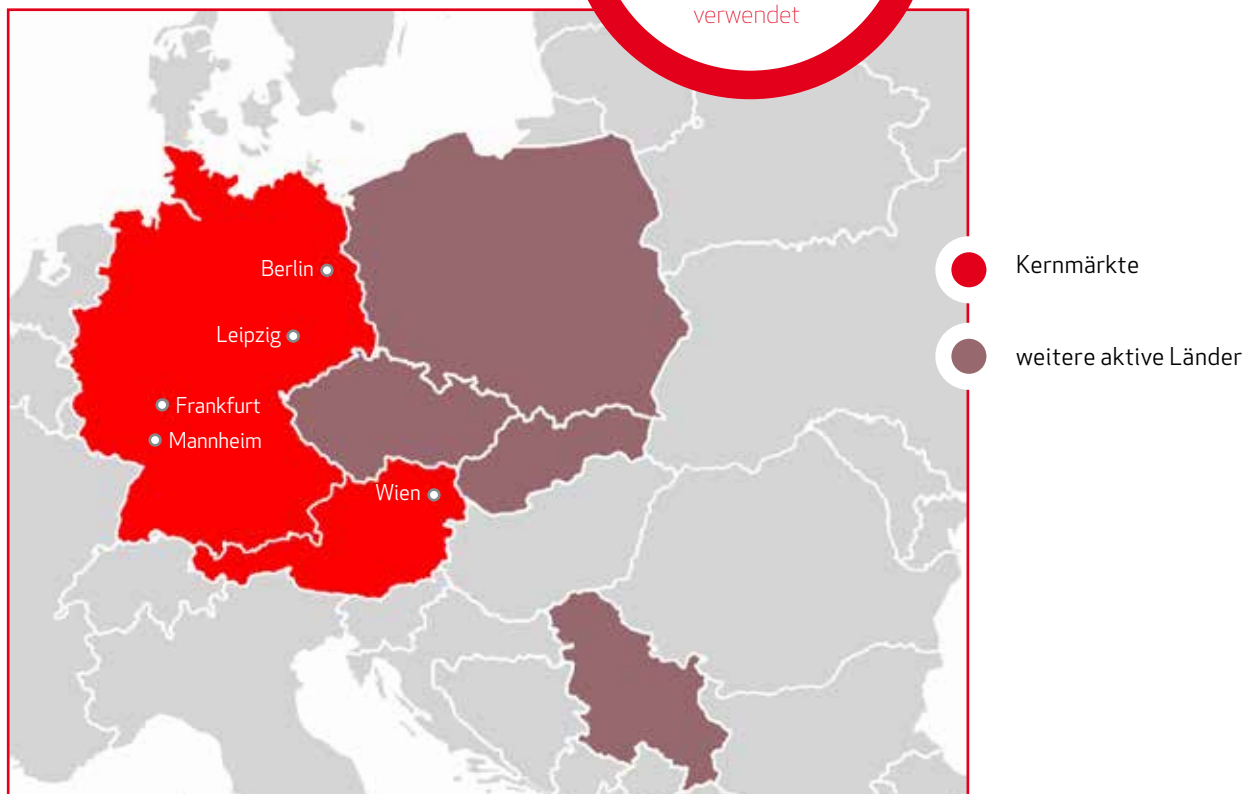 verwendet
Berlin
Leipzig
Frankfurt
Mannheim
Wien
Kernmärkte
weitere aktive Länder